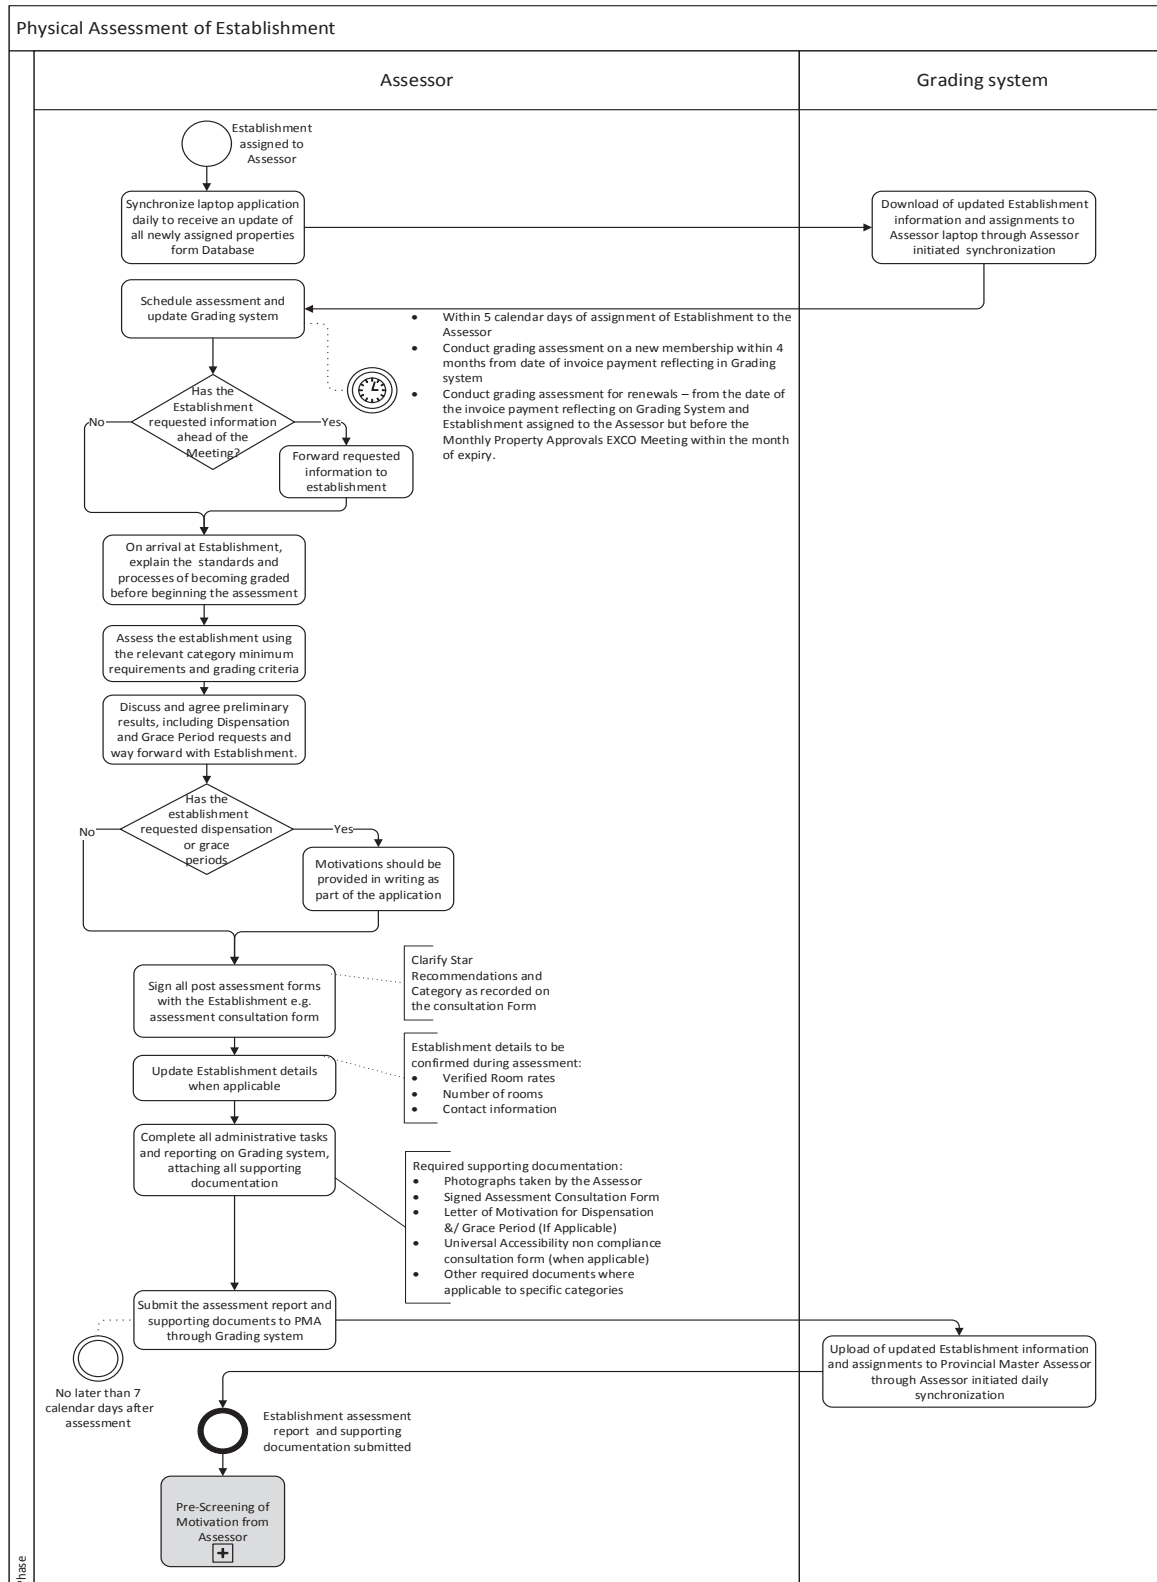 Physical Assessment of Establishment
Assessor
Grading system
Establishment
assigned to
Assessor
Synchronize laptop application
daily to receive an update of
all newly assigned properties
form Database
Download of updated Establishment
information and assignments to
Assessor laptop through Assessor
initiated synchronization
Schedule assessment and
update Grading system
• Within 5 calendar days of assignment of Establishment to the
Assessor
• Conduct grading assessment on a new membership within 4
months from date of invoice payment reflecting in Grading
system
• Conduct grading assessment for renewals – from the date of
the invoice payment reflecting on Grading System and
Establishment assigned to the Assessor but before the
Monthly Property Approvals EXCO Meeting within the month
of expiry.
Has the
Establishment
requested information
ahead of the
Meeting?
No
Yes
Forward requested
information to
establishment
On arrival at Establishment,
explain the standards and
processes of becoming graded
before beginning the assessment
Assess the establishment using
the relevant category minimum
requirements and grading criteria
Discuss and agree preliminary
results, including Dispensation
and Grace Period requests and
way forward with Establishment.
Has the
establishment
requested dispensation
or grace
periods
No
Yes
Motivations should be
provided in writing as
part of the application
Sign all post assessment forms
with the Establishment e.g.
assessment consultation form
Clarify Star
Recommendations and
Category as recorded on
the consultation Form
Update Establishment details
when applicable
Establishment details to be
confirmed during assessment:
• Verified Room rates
• Number of rooms
• Contact information
Complete all administrative tasks
and reporting on Grading system,
attaching all supporting
documentation
Required supporting documentation:
• Photographs taken by the Assessor
• Signed Assessment Consultation Form
• Letter of Motivation for Dispensation
&/ Grace Period (If Applicable)
• Universal Accessibility non compliance
consultation form (when applicable)
• Other required documents where
applicable to specific categories
Submit the assessment report and
supporting documents to PMA
through Grading system
No later than 7
calendar days after
assessment
Upload of updated Establishment information
and assignments to Provincial Master Assessor
through Assessor initiated daily
synchronization
Establishment assessment
report and supporting
documentation submitted
Pre-Screening of
Motivation from
Assessor
Phase